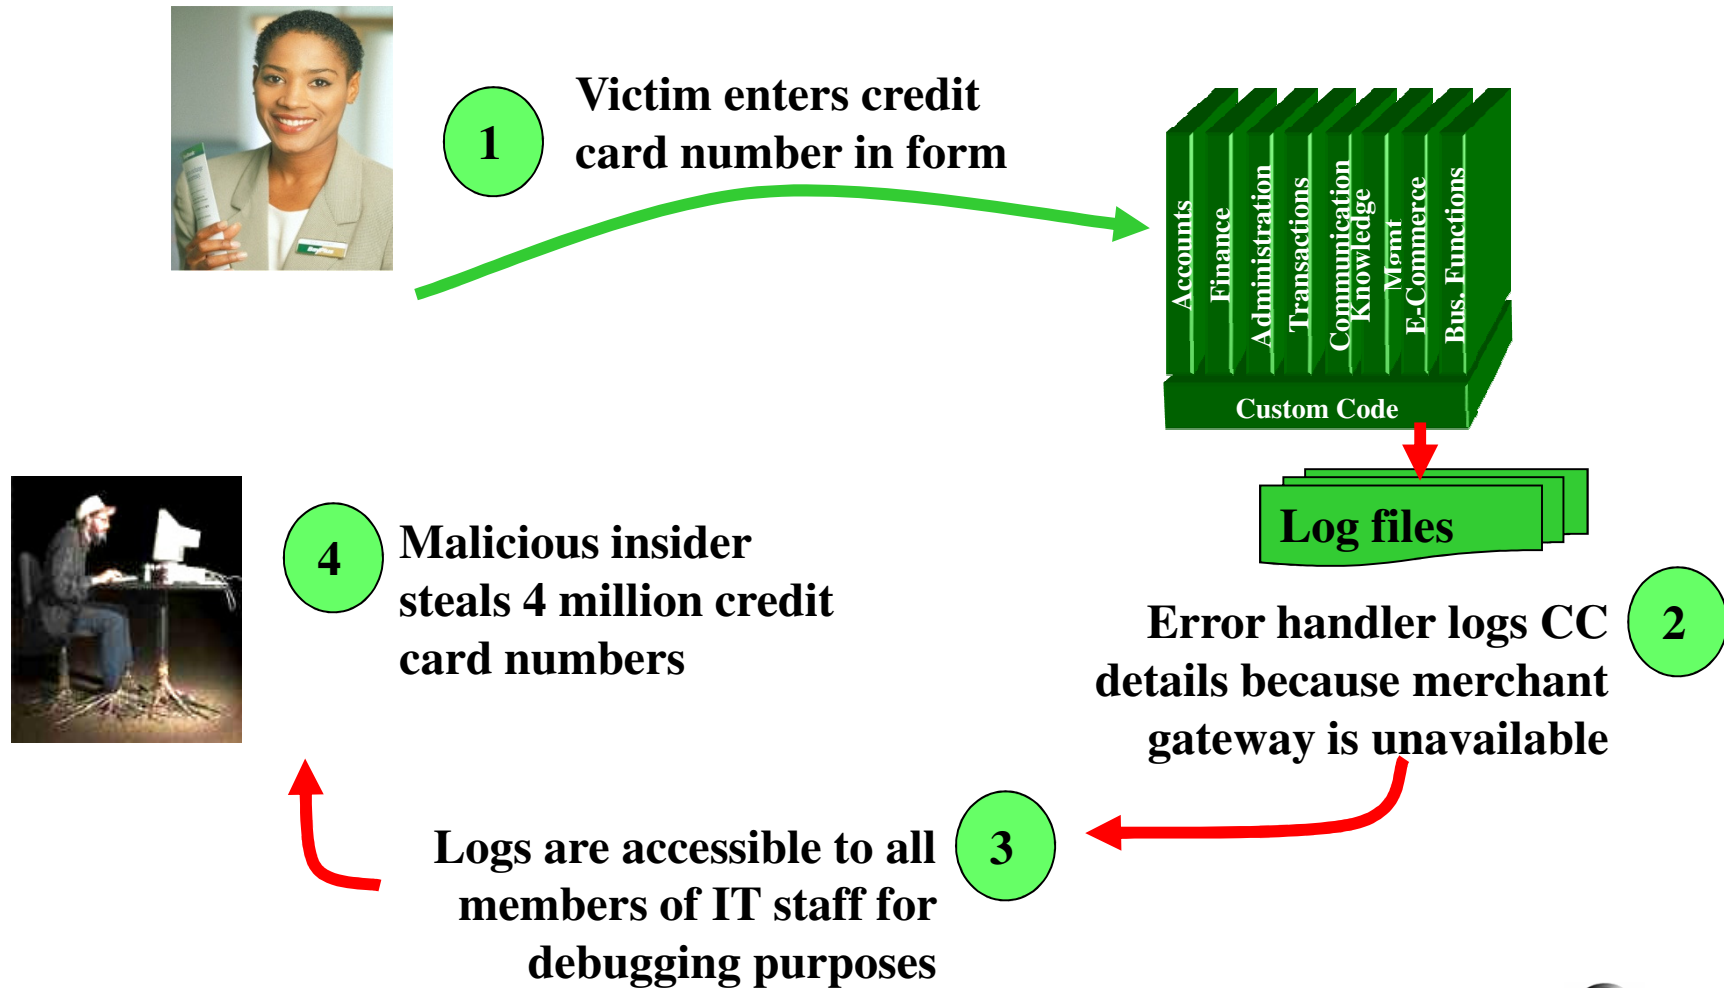 1
Victim enters credit
card number in form
Accounts
Finance
Administration
Transactions
Communication
Knowledge
Mgmt
E-Commerce
Bus. Functions
Custom Code
Log files
2
Error handler logs CC
details because merchant
gateway is unavailable
3
Logs are accessible to all
members of IT staff for
debugging purposes
4
Malicious insider
steals 4 million credit
card numbers